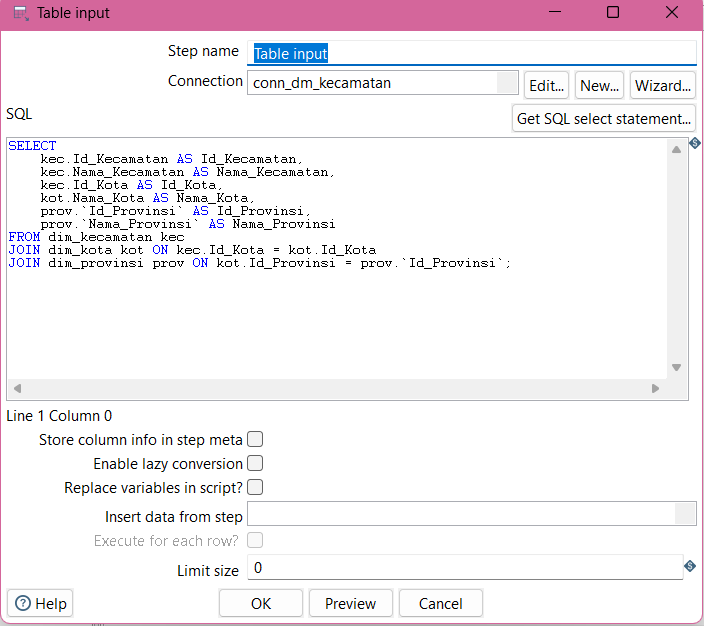 Table input
Step name Table input
Connection conn_dm_kecamatan Edit... New... Wizard...
SQL Get SQL select statement...
SELECT
kec.Id_Kecamatan AS Id_Kecamatan,
kec.Nama_Kecamatan AS Nama_Kecamatan,
kec.Id_Kota AS Id_Kota,
kot.Nama_Kota AS Nama_Kota,
prov.`Id_Provinsi` AS Id_Provinsi,
prov.`Nama_Provinsi` AS Nama_Provinsi
FROM dim_kecamatan kec
JOIN dim_kota kot ON kec.Id_Kota = kot.Id_Kota
JOIN dim_provinsi prov ON kot.Id_Provinsi = prov.`Id_Provinsi`;
Line 1 Column 0
Store column info in step meta
Enable lazy conversion
Replace variables in script?
Insert data from step
Execute for each row?
Limit size 0
Help OK Preview Cancel